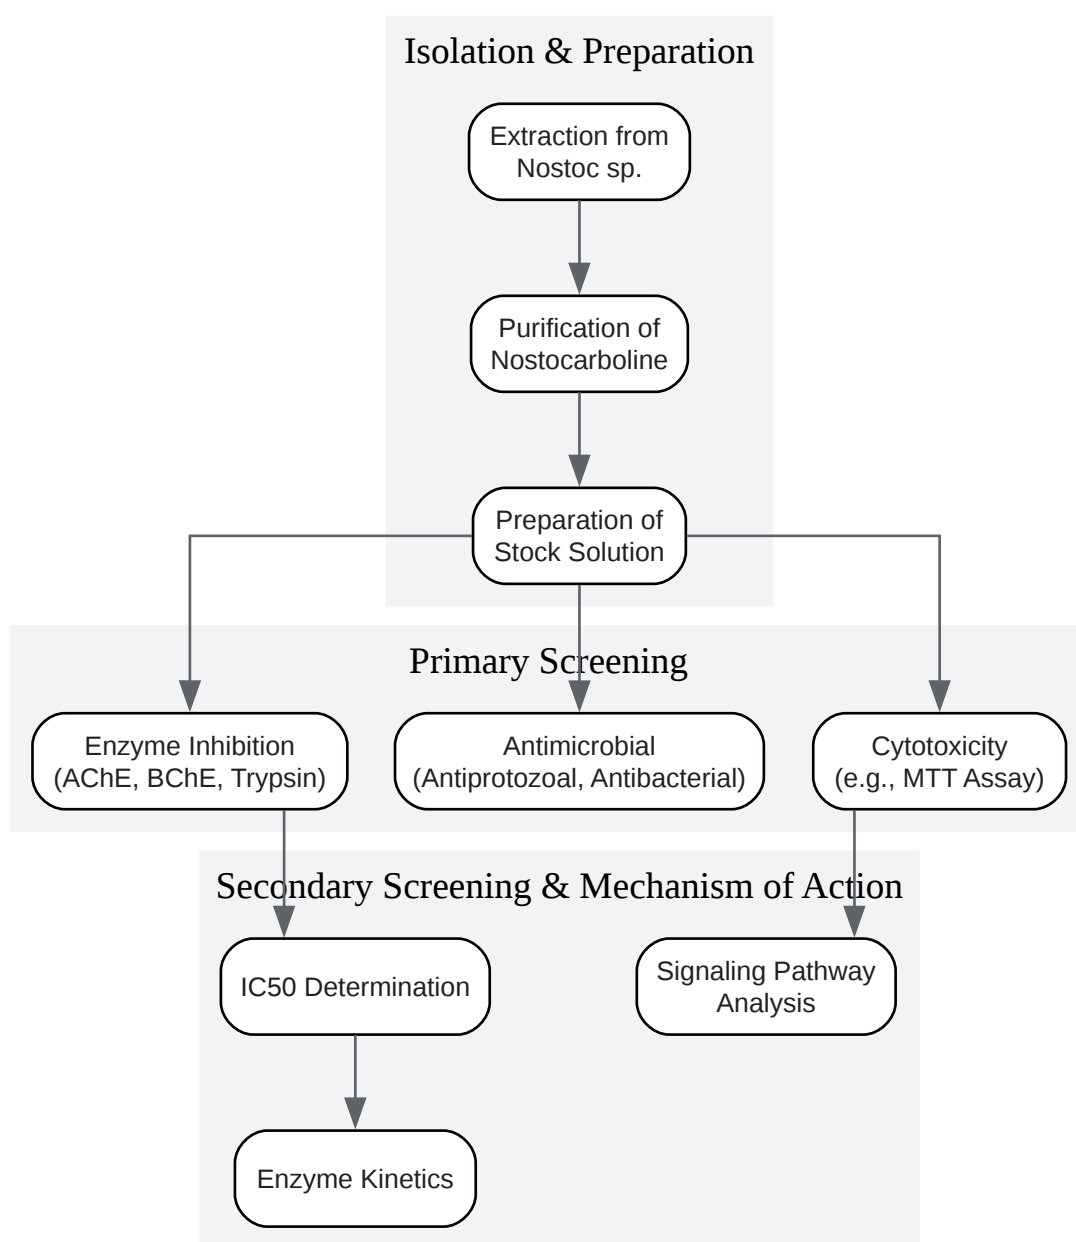 Isolation & Preparation
Extraction from
Nostoc sp.
Purification of
Nostocarboline
Preparation of
Stock Solution
Primary Screening
Enzyme Inhibition
(AChE, BChE, Trypsin)
Antimicrobial
(Antiprotozoal, Antibacterial)
Cytotoxicity
(e.g., MTT Assay)
Secondary Screening & Mechanism of Action
IC50 Determination
Signaling Pathway
Analysis
Enzyme Kinetics